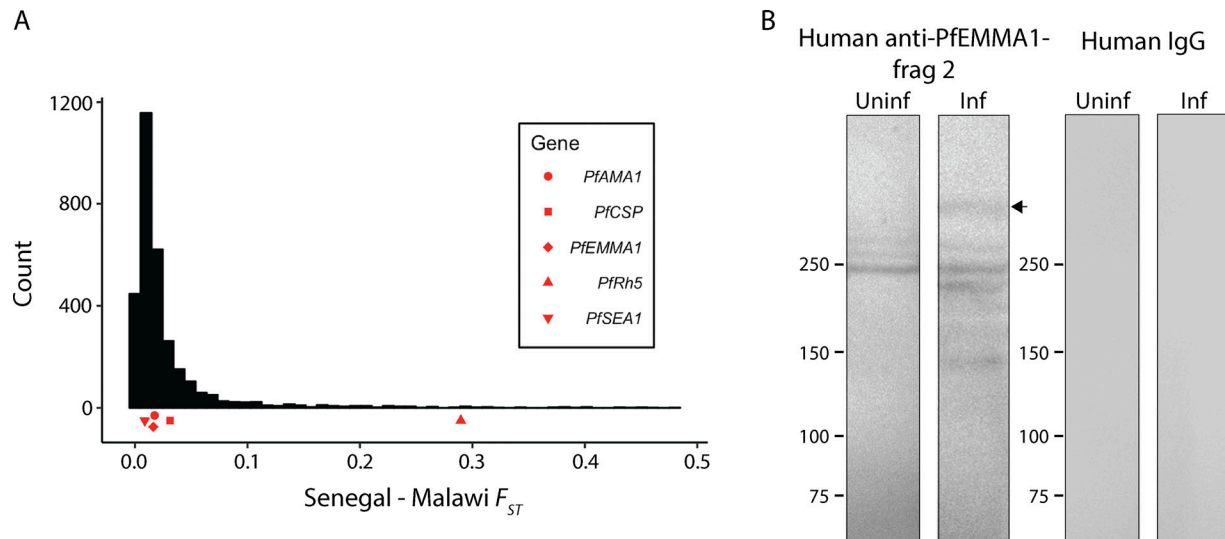 A
1200
800
400
0
Count
0.0 0.1 0.2 0.3 0.4 0.5
Senegal - Malawi F_ST
Gene
PfAMA1
PfCSP
PfEMMA1
PfRh5
PfSEA1
B
Human anti-PfEMMA1-
frag 2
Uninf Inf
250
150
100
75
Human IgG
Uninf Inf
250
150
100
75